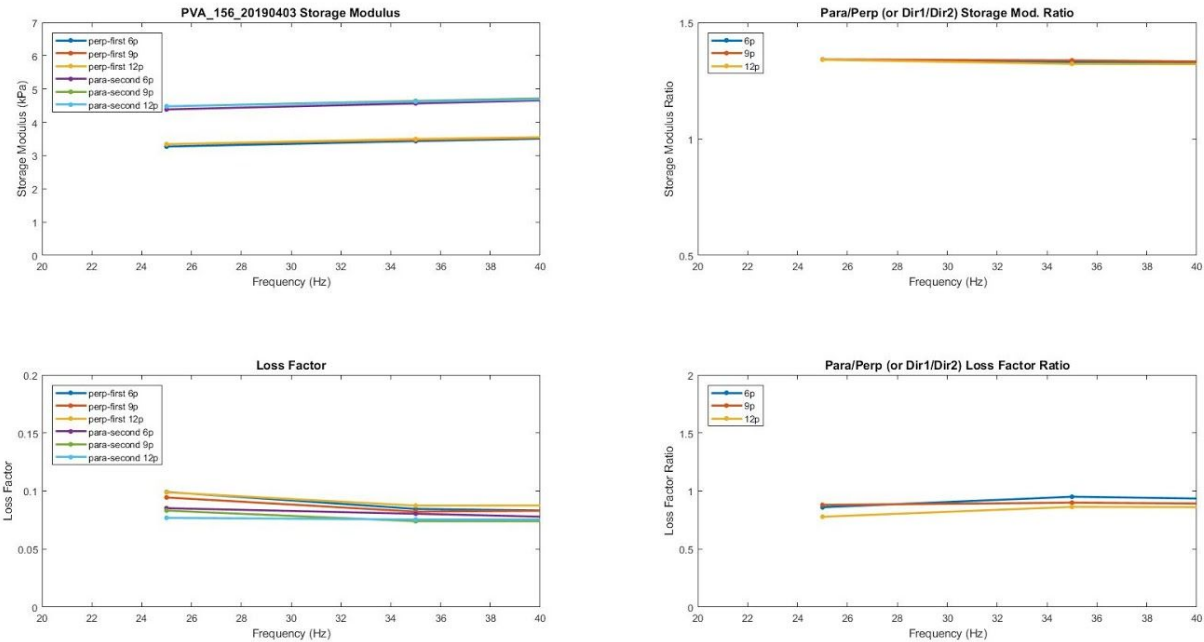 PVA_156_20190403 Storage Modulus
7
6
5
4
3
2
1
0
Storage Modulus (kPa)
perp-first 6p
perp-first 9p
perp-first 12p
para-second 6p
para-second 9p
para-second 12p
20 22 24 26 28 30 32 34 36 38 40
Frequency (Hz)
Para/Perp (or Dir1/Dir2) Storage Mod. Ratio
1.5
1
0.5
Storage Modulus Ratio
6p
9p
12p
20 22 24 26 28 30 32 34 36 38 40
Frequency (Hz)
Loss Factor
0.2
0.15
0.1
0.05
0
Loss Factor
perp-first 6p
perp-first 9p
perp-first 12p
para-second 6p
para-second 9p
para-second 12p
20 22 24 26 28 30 32 34 36 38 40
Frequency (Hz)
Para/Perp (or Dir1/Dir2) Loss Factor Ratio
2
1.5
1
0.5
0
Loss Factor Ratio
6p
9p
12p
20 22 24 26 28 30 32 34 36 38 40
Frequency (Hz)